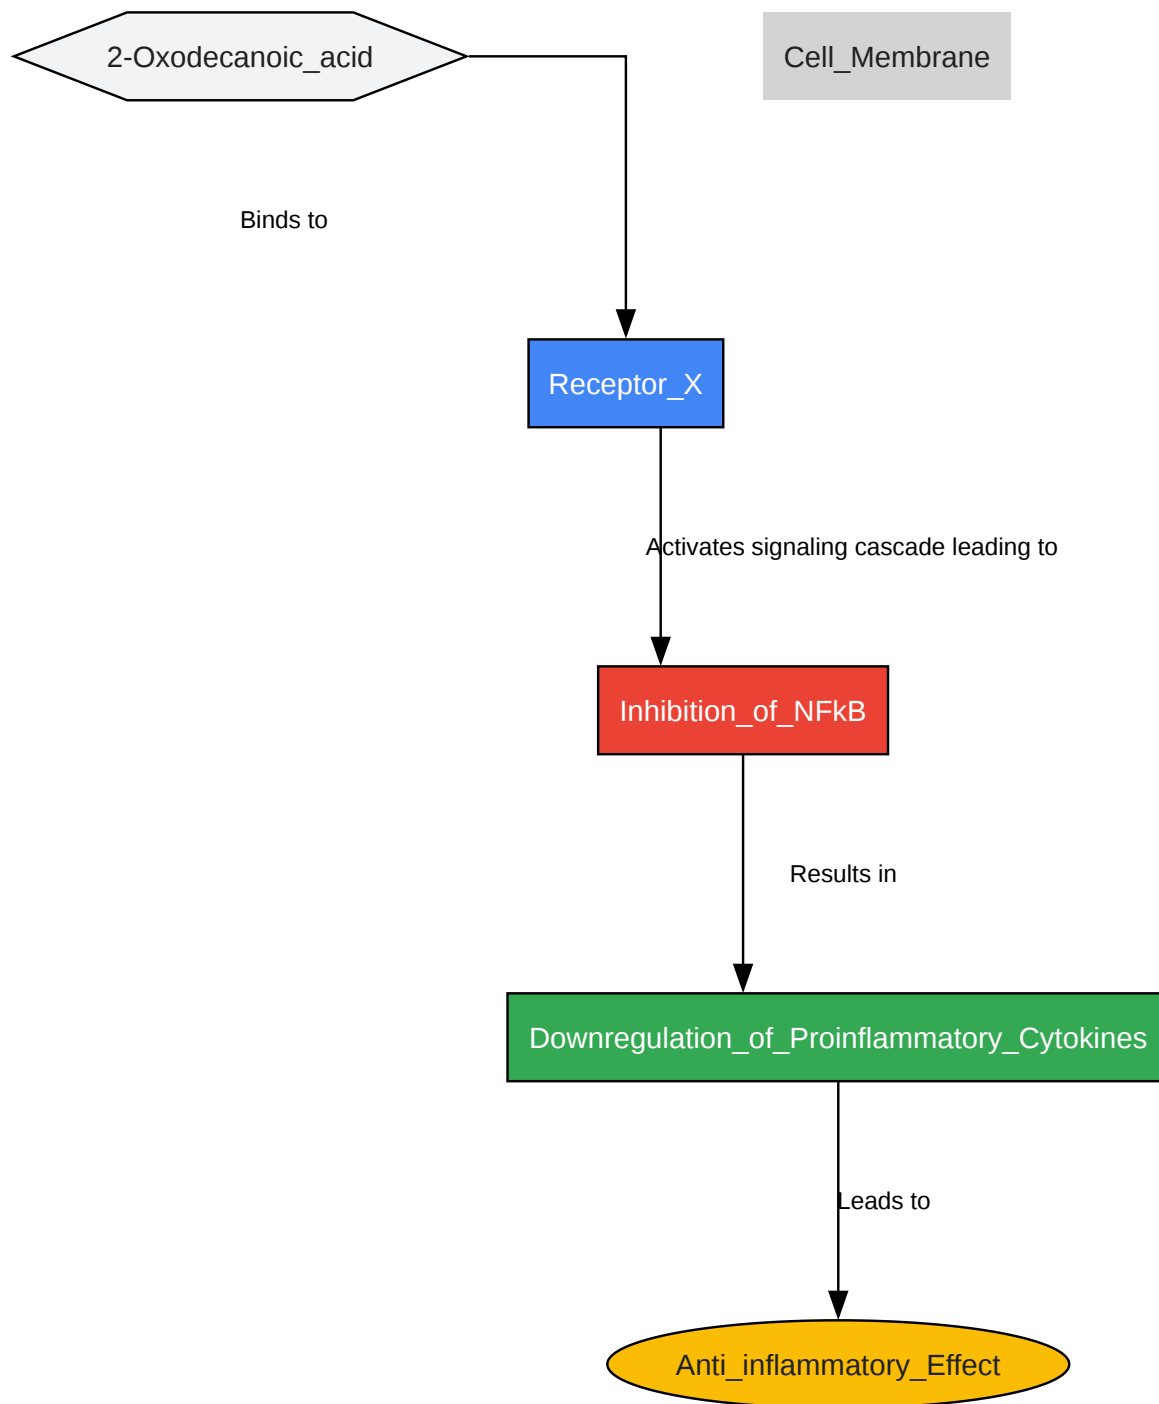 2-Oxodecanoic_acid
Cell_Membrane
Binds to
Receptor_X
Activates signaling cascade leading to
Inhibition_of_NFkB
Results in
Downregulation_of_Proinflammatory_Cytokines
Leads to
Anti_inflammatory_Effect